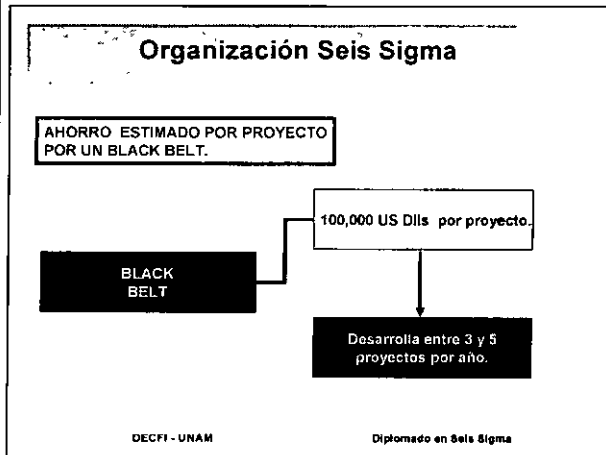 Organización Seis Sigma
AHORRO ESTIMADO POR PROYECTO
POR UN BLACK BELT.
100,000 US Dlls por proyecto.
BLACK
BELT
Desarrolla entre 3 y 5
proyectos por año.
DECFI - UNAM Diplomado en Seis Sigma